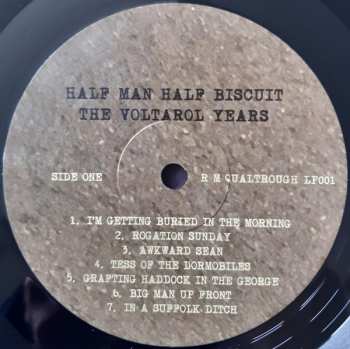 HALF MAN HALF BISCUIT
THE VOLTAROL YEARS
SIDE ONE R M QUALTROUGH LF001
1. I'M GETTING BURIED IN THE MORNING
2. ROGATION SUNDAY
3. AWKWARD SEAN
4. TESS OF THE DORMOBILES
5. GRAFTING HADDOCK IN THE GEORGE
6. BIG MAN UP FRONT
7. IN A SUFFOLK DITCH